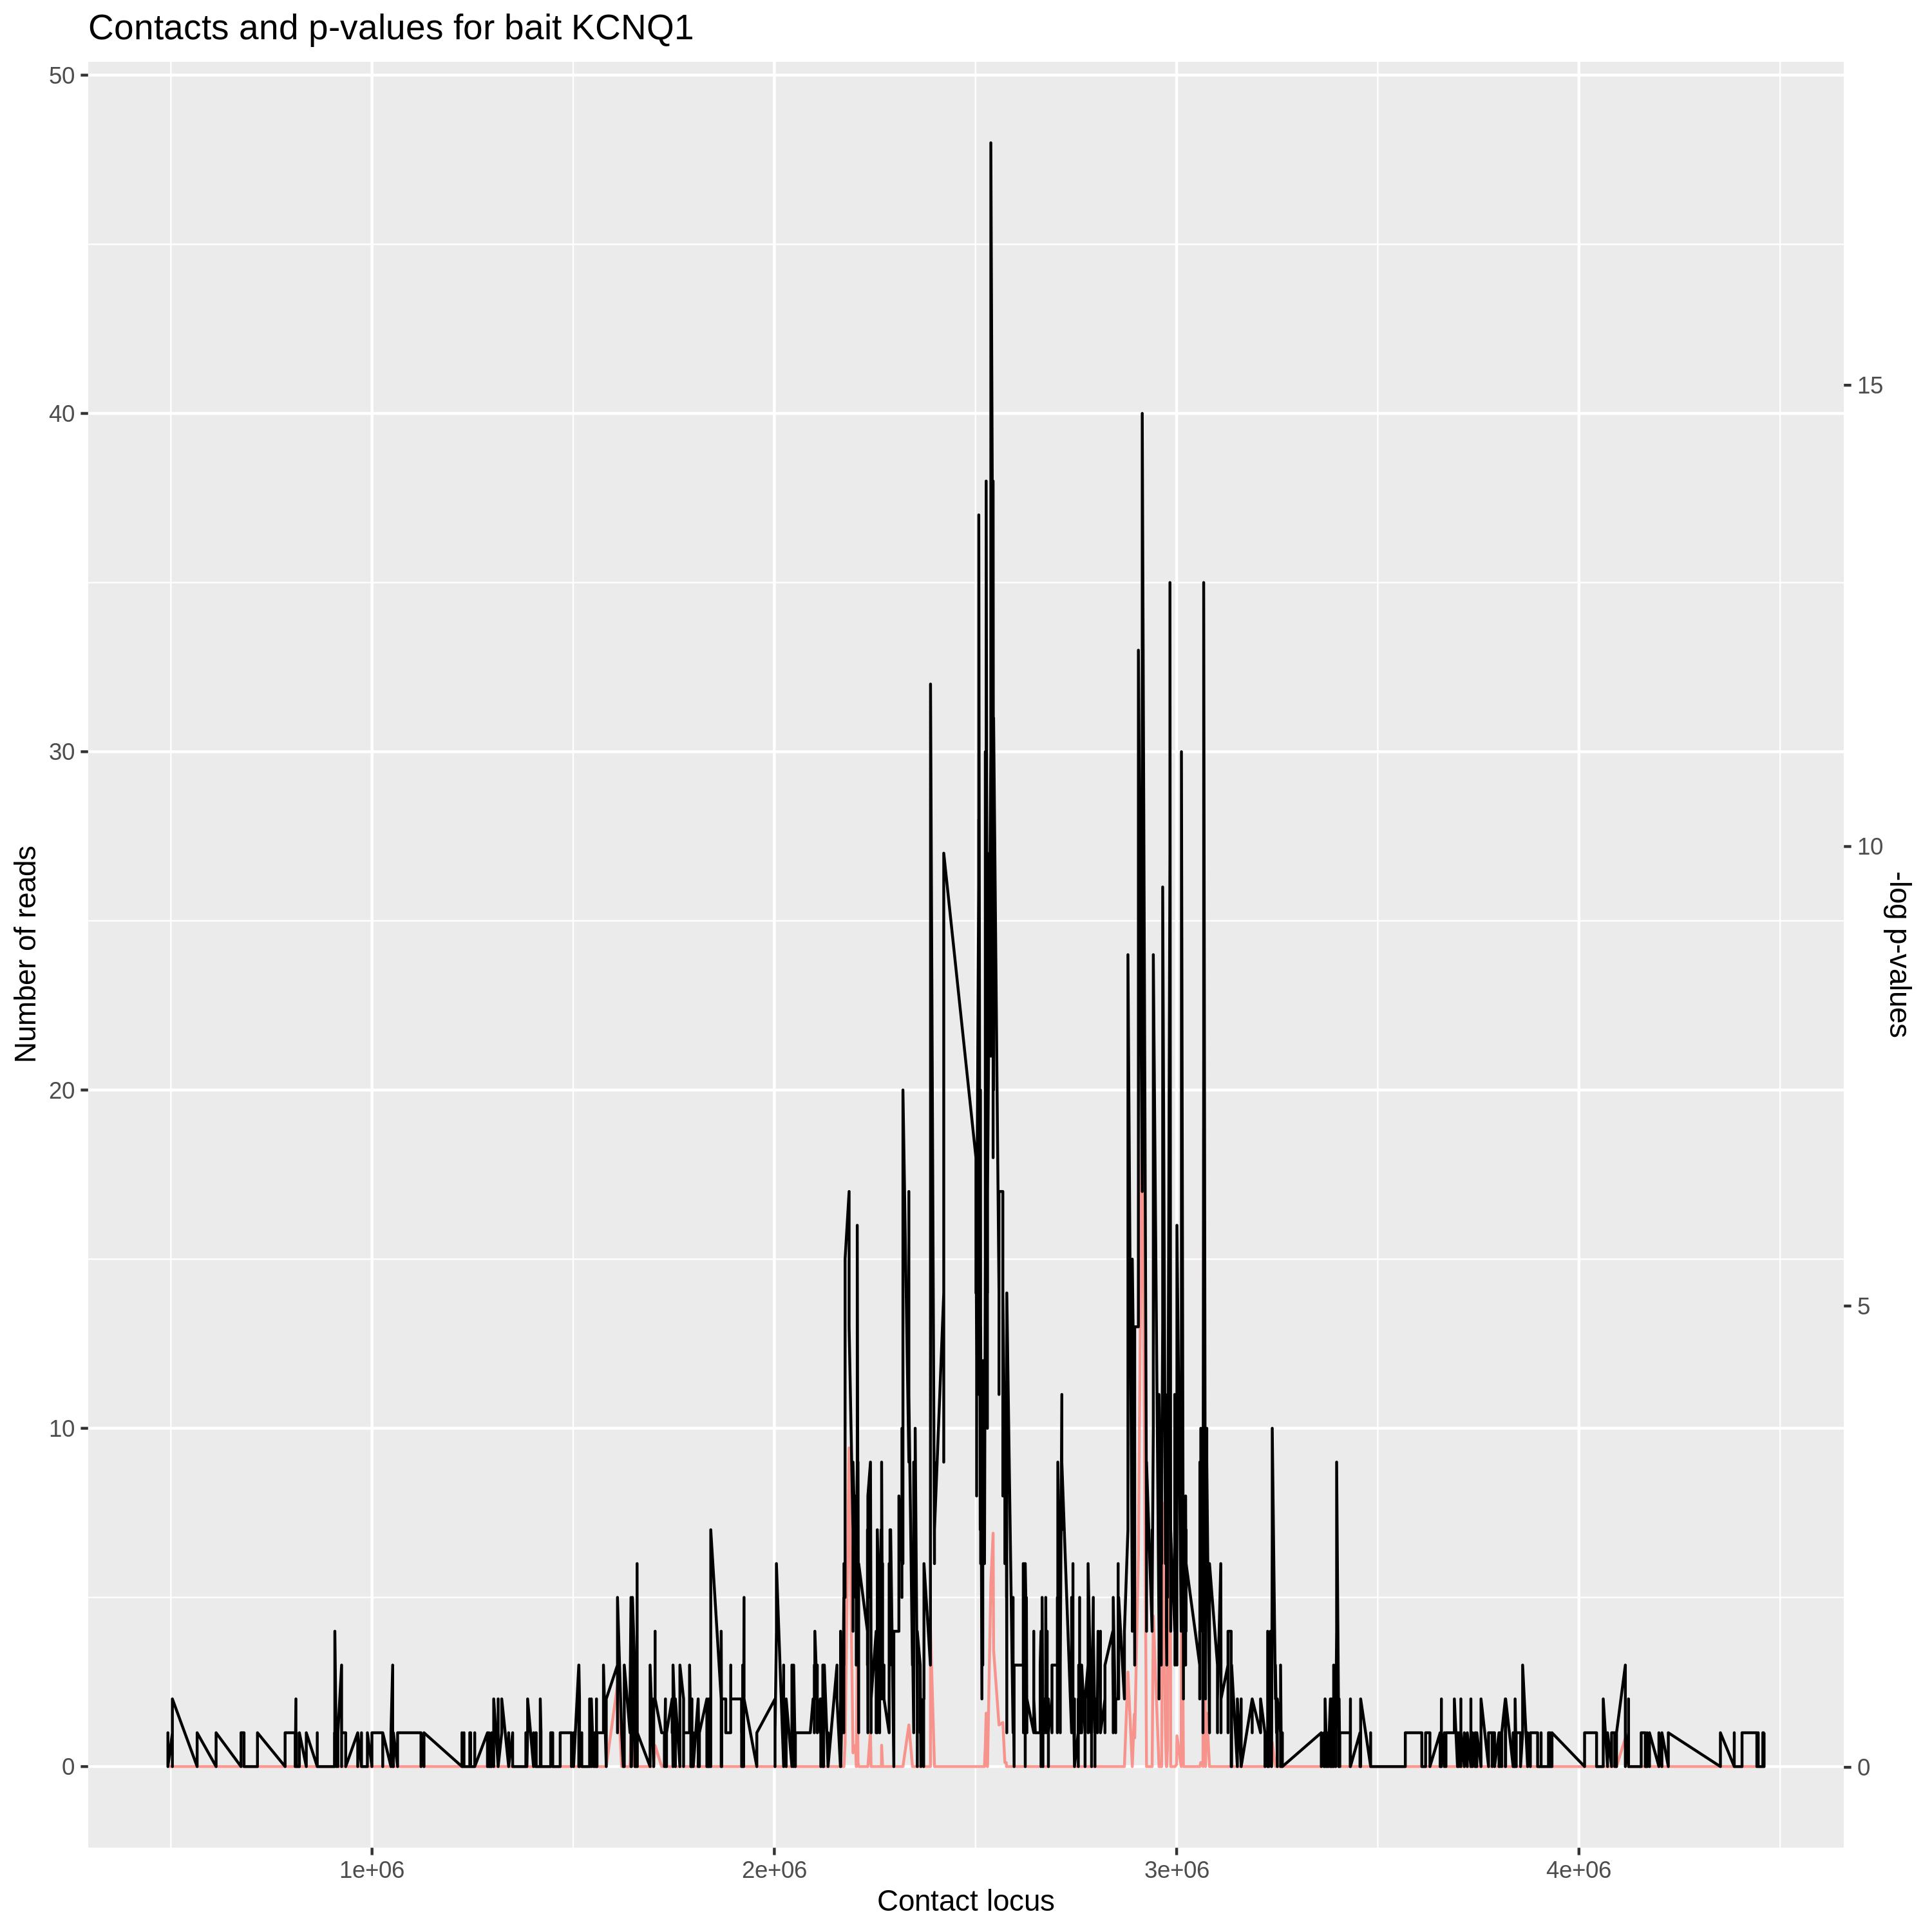 Contacts and p-values for bait KCNQ1
50
40
30
20
10
0
15
10
5
0
Number of reads
-log p-values
1e+06
2e+06
3e+06
4e+06
Contact locus